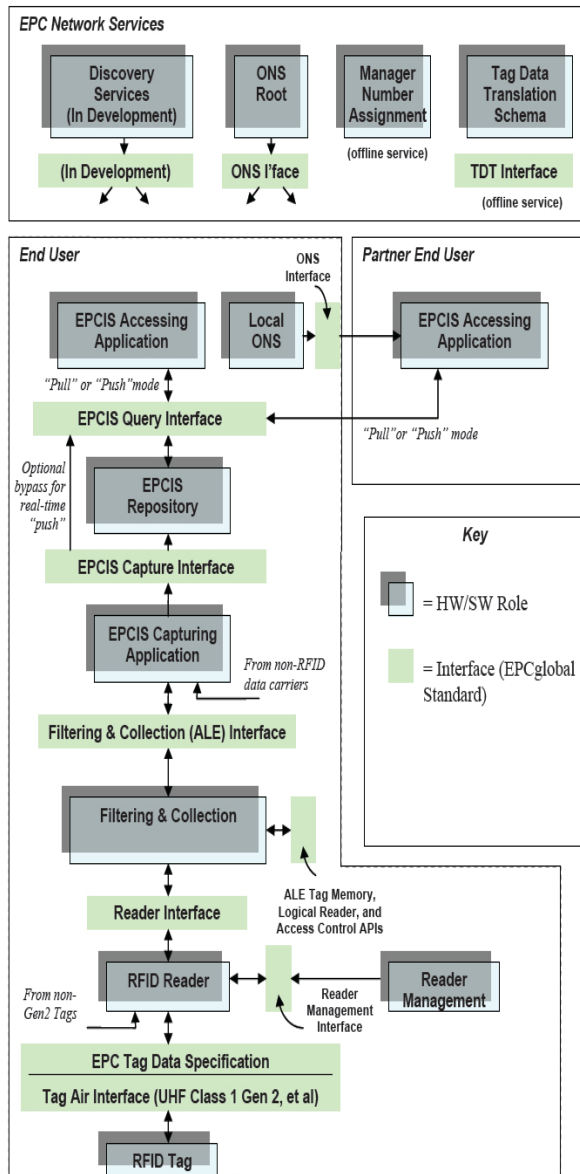 EPC Network Services
Discovery
Services
(In Development)
ONS
Root
Manager
Number
Assignment
Tag Data
Translation
Schema
(offline service)
(In Development)
ONS I'face
TDT Interface
(offline service)
End User
ONS
Interface
Partner End User
EPCIS Accessing
Application
Local
ONS
EPCIS Accessing
Application
“Pull” or “Push”mode
EPCIS Query Interface
“Pull”or “Push” mode
Optional
bypass for
real-time
“push”
EPCIS
Repository
EPCIS Capture Interface
EPCIS Capturing
Application
From non-RFID
data carriers
Filtering & Collection (ALE) Interface
Key
= HW/SW Role
= Interface (EPCglobal
Standard)
Filtering & Collection
ALE Tag Memory,
Logical Reader, and
Access Control APIs
Reader Interface
RFID Reader
Reader
Management
From non-
Gen2 Tags
Reader
Management
Interface
EPC Tag Data Specification
Tag Air Interface (UHF Class 1 Gen 2, et al)
RFID Tag